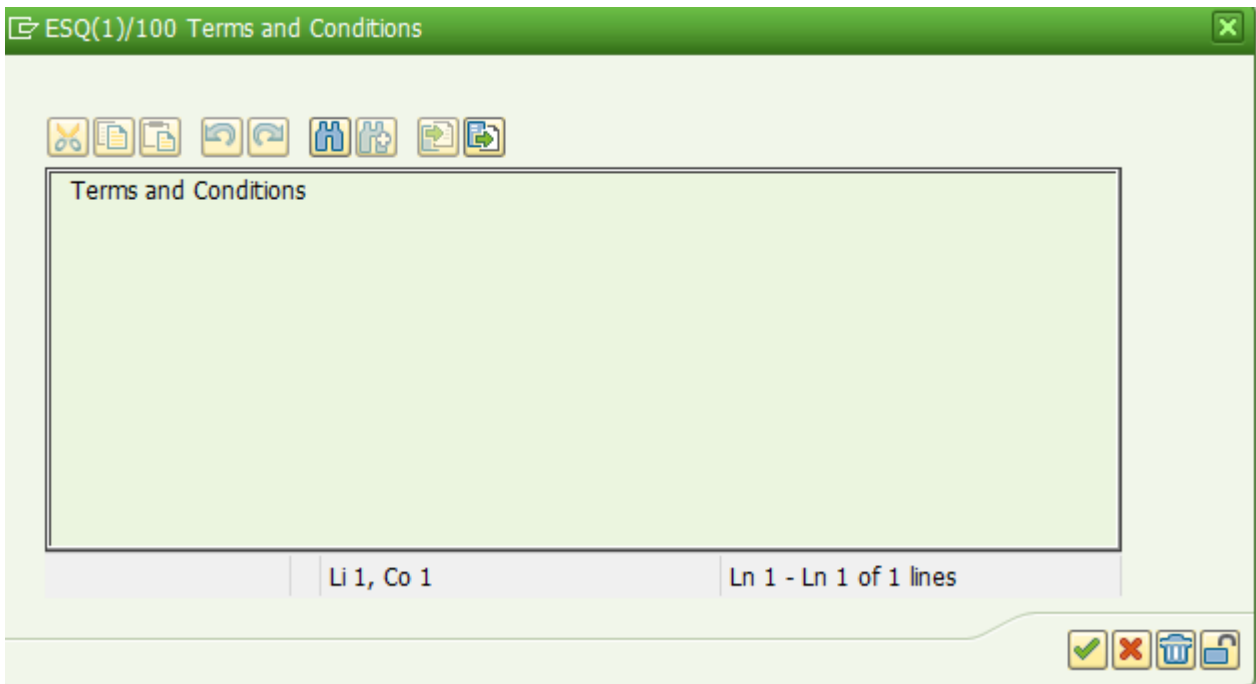 ESQ(1)/100 Terms and Conditions
Terms and Conditions
Li 1, Co 1
Ln 1 - Ln 1 of 1 lines